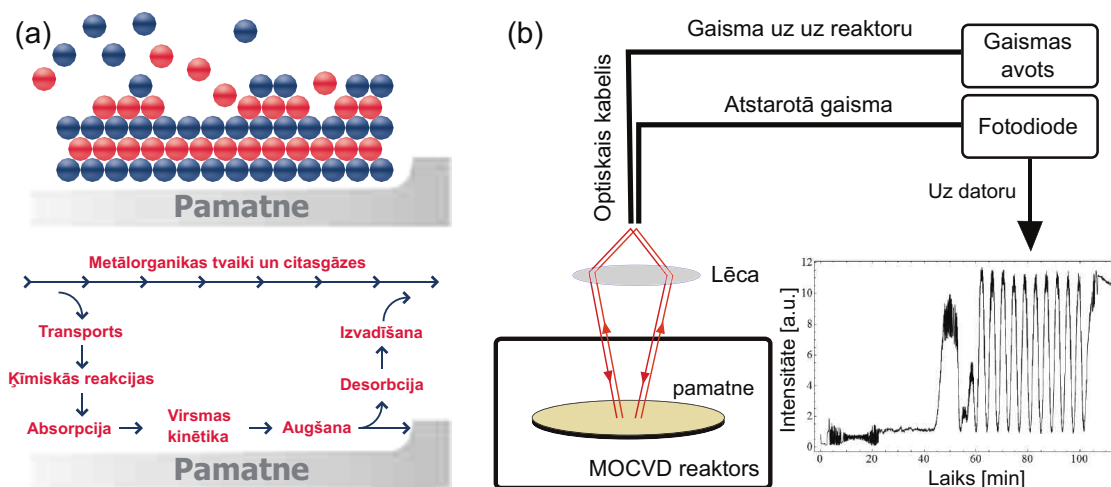 (a)
Pamatne
Metālorganikas tvaiki un citasgāzes
Transports
Izvadīšana
Ķīmiskās reakcijas
Desorbcija
Absorpcija
Virsmas
kinētika
Augšana
Pamatne
(b)
Gaisma uz uz reaktoru
Gaismas
avots
Optiskais kabelis
Atstarotā gaisma
Fotodiode
Uz datoru
Lēca
pamatne
MOCVD reaktors
Intensitāte [a.u.]
12
10
8
6
4
2
0
0
20
40
60
80
100
Laiks [min]